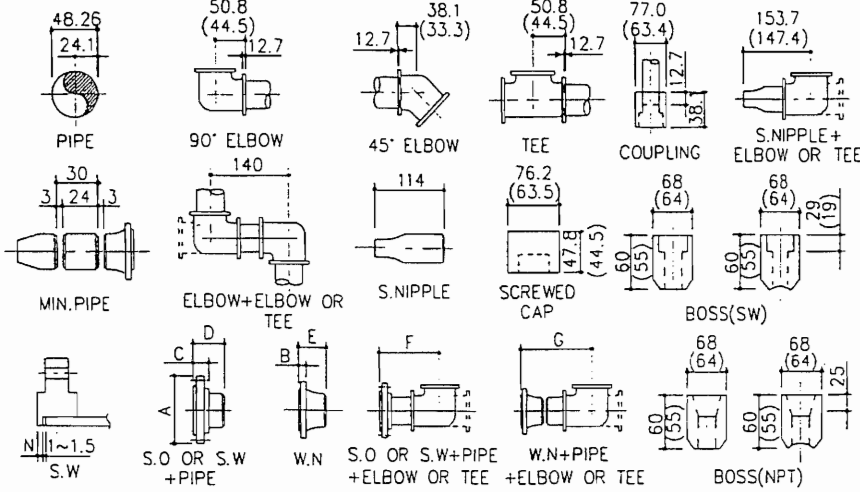 48.26
24.1
PIPE
50.8
(44.5)
12.7
90° ELBOW
38.1
(33.3)
12.7
45° ELBOW
50.8
(44.5)
12.7
TEE
77.0
(63.4)
12.7
COUPLING
153.7
(147.4)
S.NIPPLE+
ELBOW OR TEE
30
3 24 3
MIN.PIPE
140
ELBOW+ELBOW OR
TEE
114
S.NIPPLE
76.2
(63.5)
47.8
(44.5)
SCREWED
CAP
68
(64)
60
(55)
68
(64)
29
(19)
60
(55)
BOSS(SW)
N 1~1.5
S.W
D
C
A
S.O OR S.W
+PIPE
E
B
W.N
F
S.O OR S.W+PIPE
+ELBOW OR TEE
G
W.N+PIPE
+ELBOW OR TEE
68
(64)
60
(55)
68
(64)
25
60
(55)
BOSS(NPT)